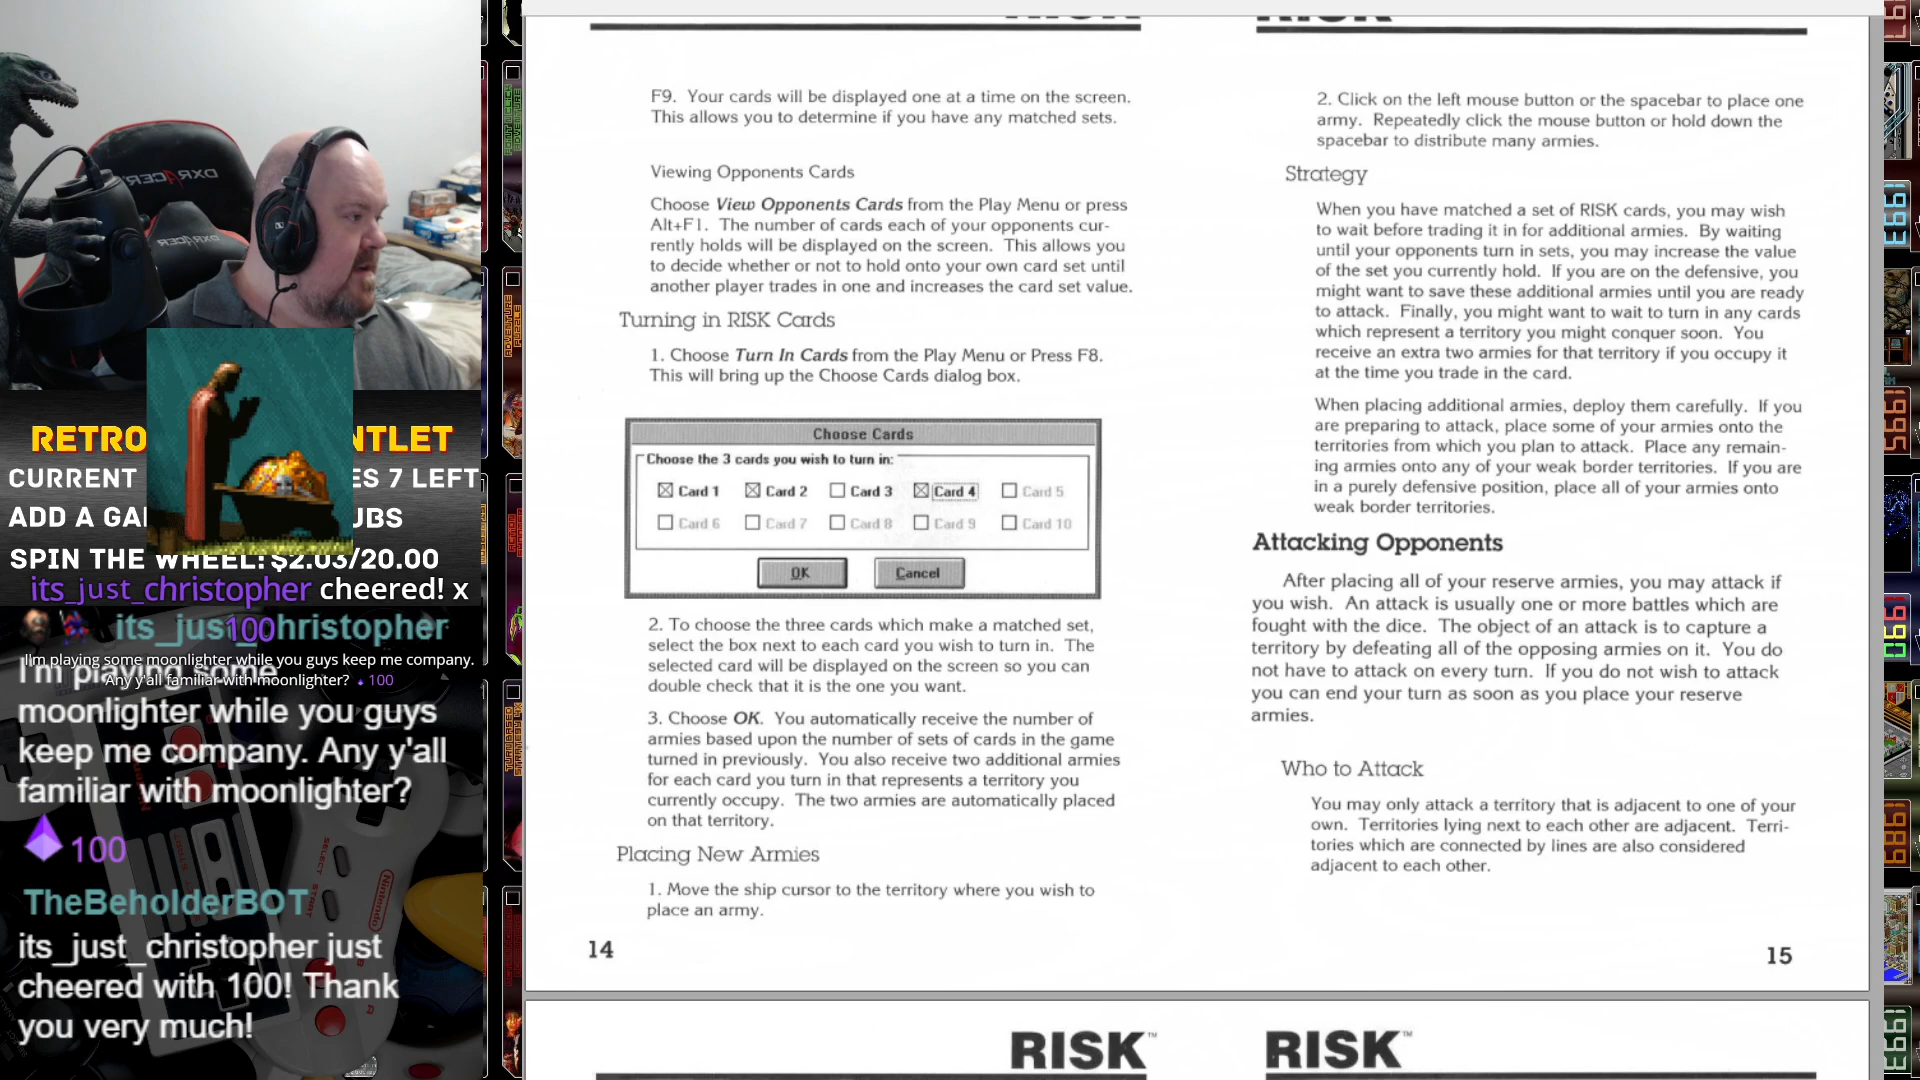 RETRO
NTLET
CURRENT
ES 7 LEFT
ADD A GA
UBS
SPIN THE WHEEL: $2.03/20.00
its_just_christopher cheered! x
100
I'm playing some moonlighter while you guys keep me company.
Any y'all familiar with moonlighter? 100
I'm playing some
moonlighter while you guys
keep me company. Any y'all
familiar with moonlighter?
100
TheBeholderBOT
its_just_christopher just
cheered with 100! Thank
you very much!
DXRACER
DXRACER
SELECT
START
Nintendo
RISK
F9. Your cards will be displayed one at a time on the screen.
This allows you to determine if you have any matched sets.
Viewing Opponents Cards
Choose View Opponents Cards from the Play Menu or press
Alt+F1. The number of cards each of your opponents cur-
rently holds will be displayed on the screen. This allows you
to decide whether or not to hold onto your own card set until
another player trades in one and increases the card set value.
Turning in RISK Cards
1. Choose Turn In Cards from the Play Menu or Press F8.
This will bring up the Choose Cards dialog box.
Choose Cards
Choose the 3 cards you wish to turn in:
Card 1 Card 2 Card 3 Card 4 Card 5
Card 6 Card 7 Card 8 Card 9 Card 10
OK Cancel
2. To choose the three cards which make a matched set,
select the box next to each card you wish to turn in. The
selected card will be displayed on the screen so you can
double check that it is the one you want.
3. Choose OK. You automatically receive the number of
armies based upon the number of sets of cards in the game
turned in previously. You also receive two additional armies
for each card you turn in that represents a territory you
currently occupy. The two armies are automatically placed
on that territory.
Placing New Armies
1. Move the ship cursor to the territory where you wish to
place an army.
14
RISK
2. Click on the left mouse button or the spacebar to place one
army. Repeatedly click the mouse button or hold down the
spacebar to distribute many armies.
Strategy
When you have matched a set of RISK cards, you may wish
to wait before trading it in for additional armies. By waiting
until your opponents turn in sets, you may increase the value
of the set you currently hold. If you are on the defensive, you
might want to save these additional armies until you are ready
to attack. Finally, you might want to wait to turn in any cards
which represent a territory you might conquer soon. You
receive an extra two armies for that territory if you occupy it
at the time you trade in the card.
When placing additional armies, deploy them carefully. If you
are preparing to attack, place some of your armies onto the
territories from which you plan to attack. Place any remain-
ing armies onto any of your weak border territories. If you are
in a purely defensive position, place all of your armies onto
weak border territories.
Attacking Opponents
After placing all of your reserve armies, you may attack if
you wish. An attack is usually one or more battles which are
fought with the dice. The object of an attack is to capture a
territory by defeating all of the opposing armies on it. You do
not have to attack on every turn. If you do not wish to attack
you can end your turn as soon as you place your reserve
armies.
Who to Attack
You may only attack a territory that is adjacent to one of your
own. Territories lying next to each other are adjacent. Terri-
tories which are connected by lines are also considered
adjacent to each other.
15
RISK™
RISK™
1993
1995
1990
1989
1993